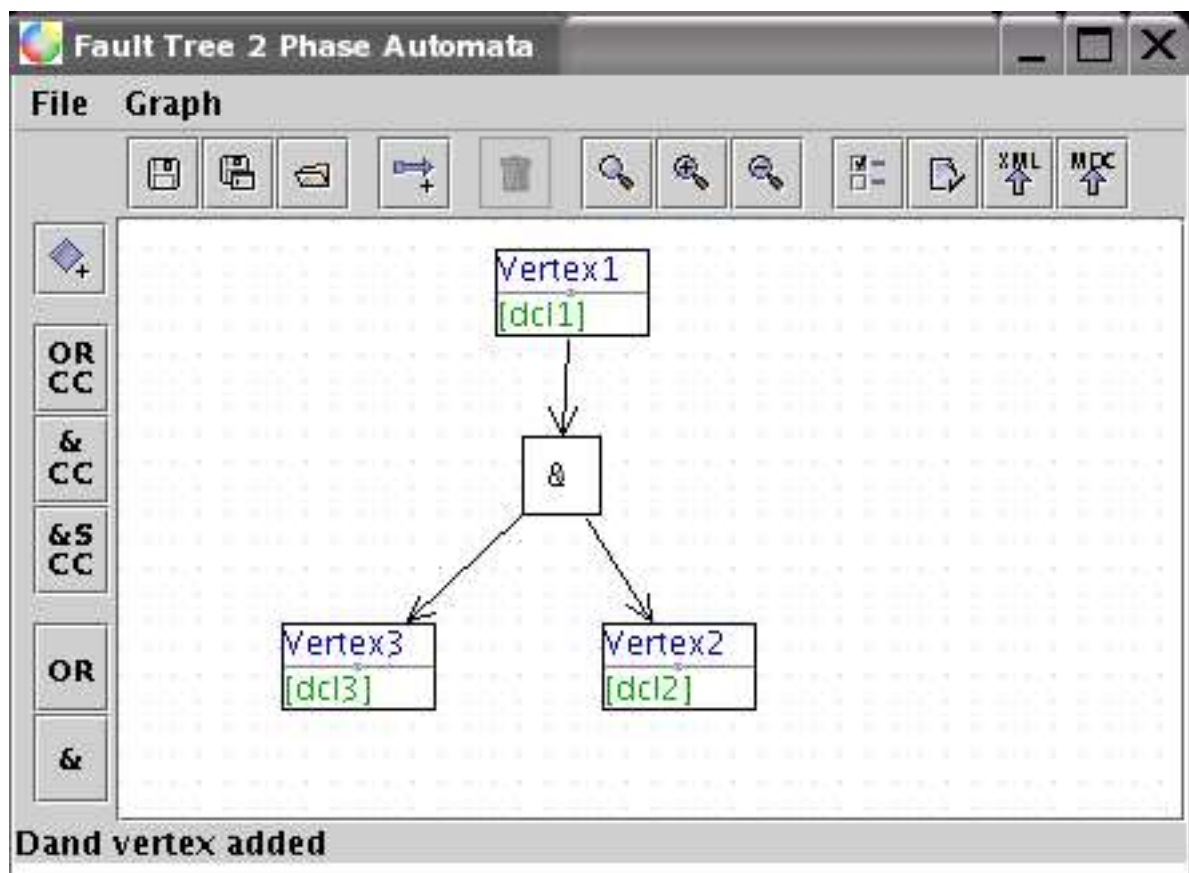 Fault Tree 2 Phase Automata
File Graph
XML MDC
Vertex1
[dcl1]
OR
CC
&
CC
&
&S
CC
Vertex3 Vertex2
[dcl3] [dcl2]
OR
&
Dand vertex added